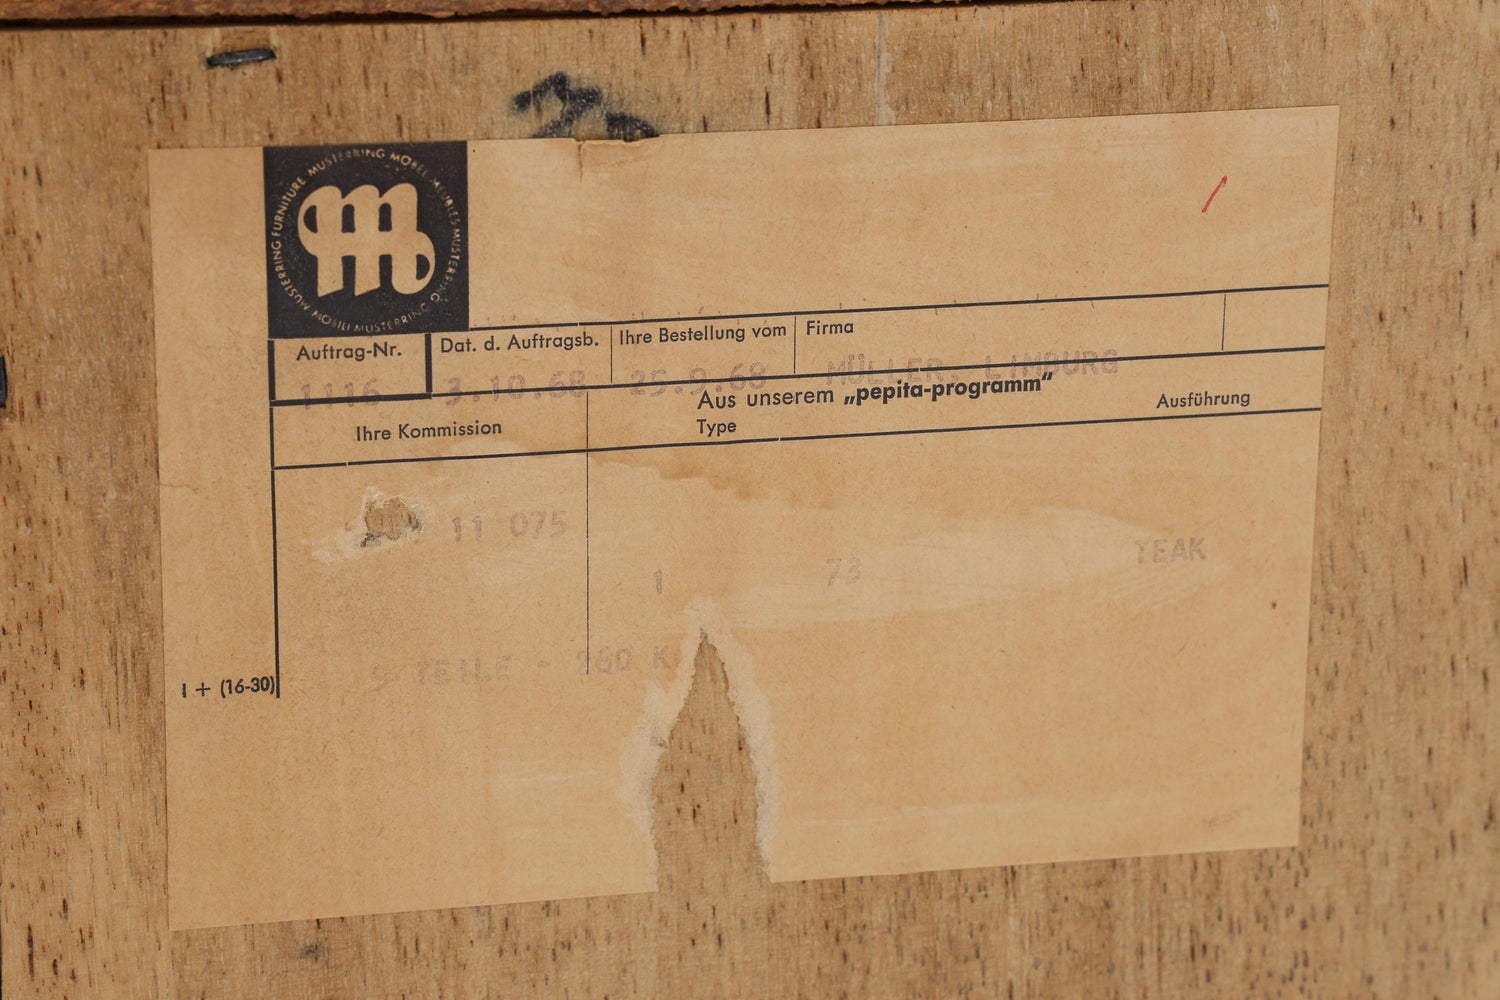 MUSTERRING MÖBEL MEUBLES MUSTERRING MOBILI MUSTERRING FURNITURE
Auftrag-Nr. Dat. d. Auftragsb. Ihre Bestellung vom Firma
1116 3.10.68 25.9.68 MÜLLER, LIMBURG
Aus unserem „pepita-programm“
Ihre Kommission Type Ausführung
11 075
1 73 TEAK
9 TEILE - 260 K
I + (16-30)